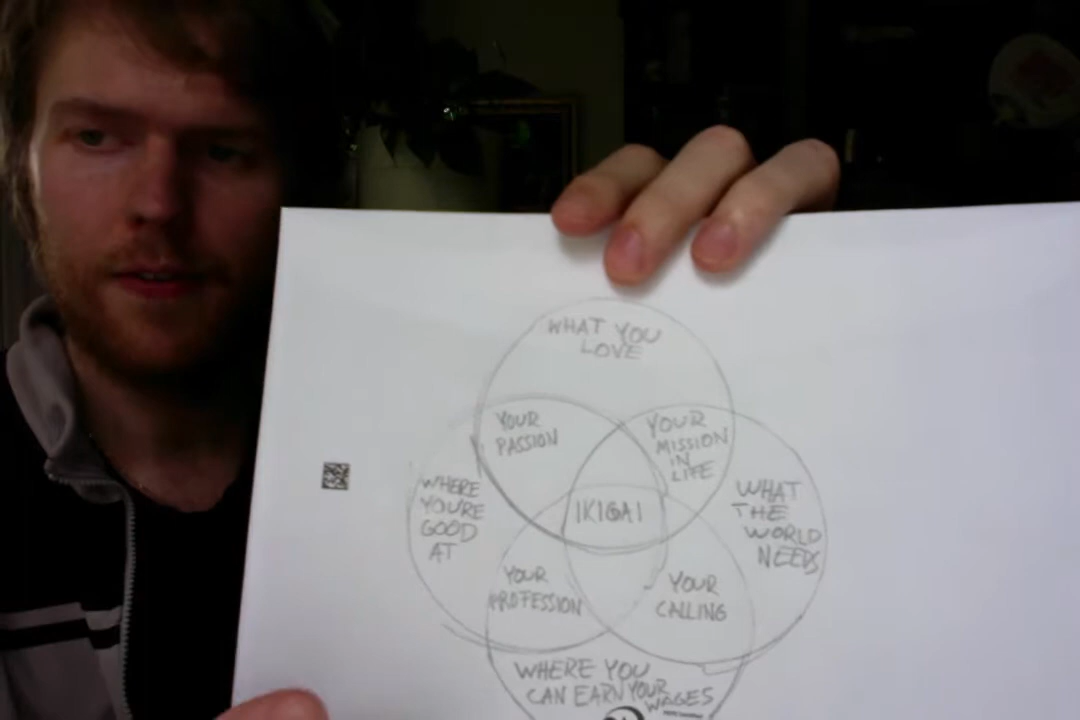 WHAT YOU
LOVE
YOUR
PASSION
YOUR
MISSION
IN
LIFE
WHERE
YOU'RE
GOOD
AT
IKIGAI
WHAT
THE
WORLD
NEEDS
YOUR
PROFESSION
YOUR
CALLING
WHERE YOU
CAN EARN YOUR
WAGES